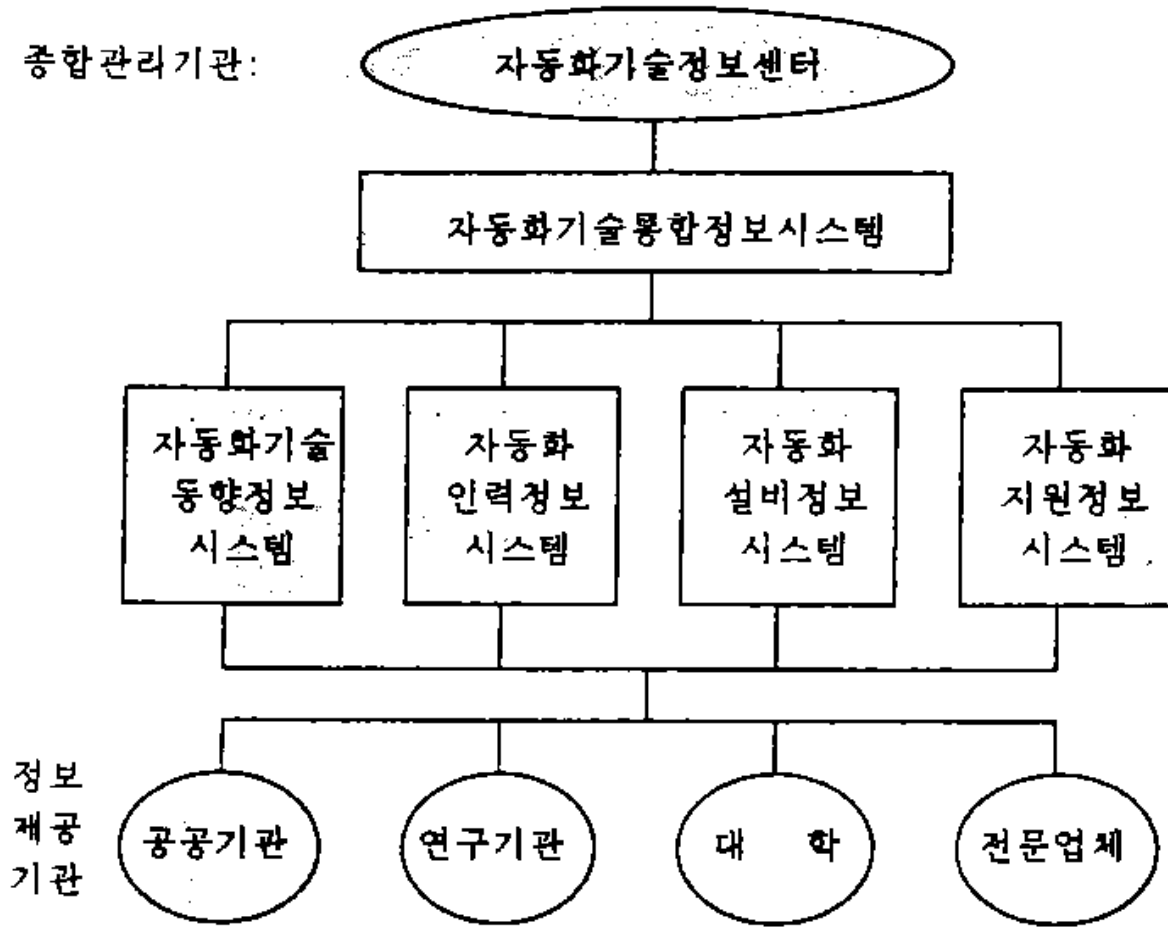 종합관리기관:
자동화기술정보센터
자동화기술통합정보시스템
자동화기술
동향정보
시스템
자동화
인력정보
시스템
자동화
설비정보
시스템
자동화
지원정보
시스템
정보
제공
기관
공공기관
연구기관
대 학
전문업체